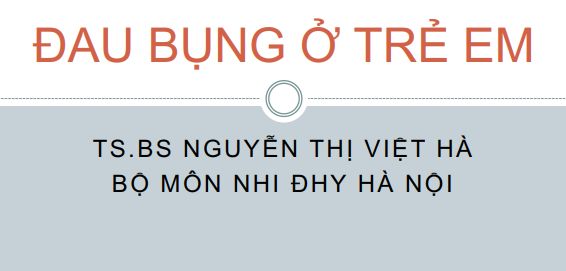 ĐAU BỤNG Ở TRẺ EM
TS.BS NGUYỄN THỊ VIỆT HÀ
BỘ MÔN NHI ĐHY HÀ NỘI